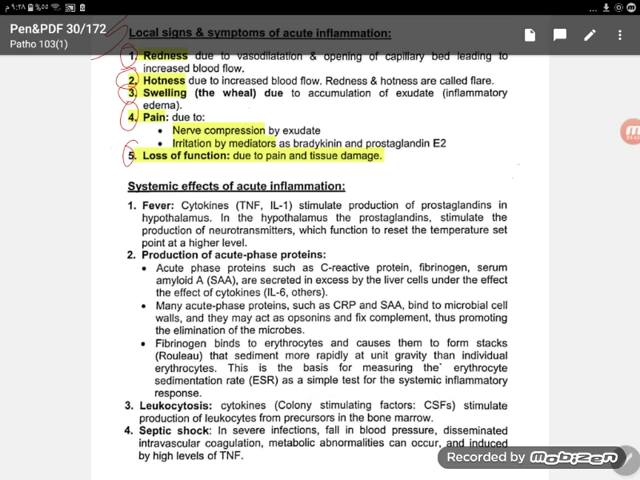 ٩:٢٨ م
Pen&PDF 30/172
Patho 103(1)
Local signs & symptoms of acute inflammation:
1. Redness due to vasodilatation & opening of capillary bed leading to
increased blood flow.
2. Hotness due to increased blood flow. Redness & hotness are called flare.
3. Swelling (the wheal) due to accumulation of exudate (inflammatory
edema).
4. Pain: due to:
• Nerve compression by exudate
• Irritation by mediators as bradykinin and prostaglandin E2
5. Loss of function: due to pain and tissue damage.
Systemic effects of acute inflammation:
1. Fever: Cytokines (TNF, IL-1) stimulate production of prostaglandins in
hypothalamus. In the hypothalamus the prostaglandins, stimulate the
production of neurotransmitters, which function to reset the temperature set
point at a higher level.
2. Production of acute-phase proteins:
• Acute phase proteins such as C-reactive protein, fibrinogen, serum
amyloid A (SAA), are secreted in excess by the liver cells under the effect
the effect of cytokines (IL-6, others).
• Many acute-phase proteins, such as CRP and SAA, bind to microbial cell
walls, and they may act as opsonins and fix complement, thus promoting
the elimination of the microbes.
• Fibrinogen binds to erythrocytes and causes them to form stacks
(Rouleau) that sediment more rapidly at unit gravity than individual
erythrocytes. This is the basis for measuring the erythrocyte
sedimentation rate (ESR) as a simple test for the systemic inflammatory
response.
3. Leukocytosis: cytokines (Colony stimulating factors: CSFs) stimulate
production of leukocytes from precursors in the bone marrow.
4. Septic shock: In severe infections, fall in blood pressure, disseminated
intravascular coagulation, metabolic abnormalities can occur, and induced
by high levels of TNF.
Recorded by Mobizen